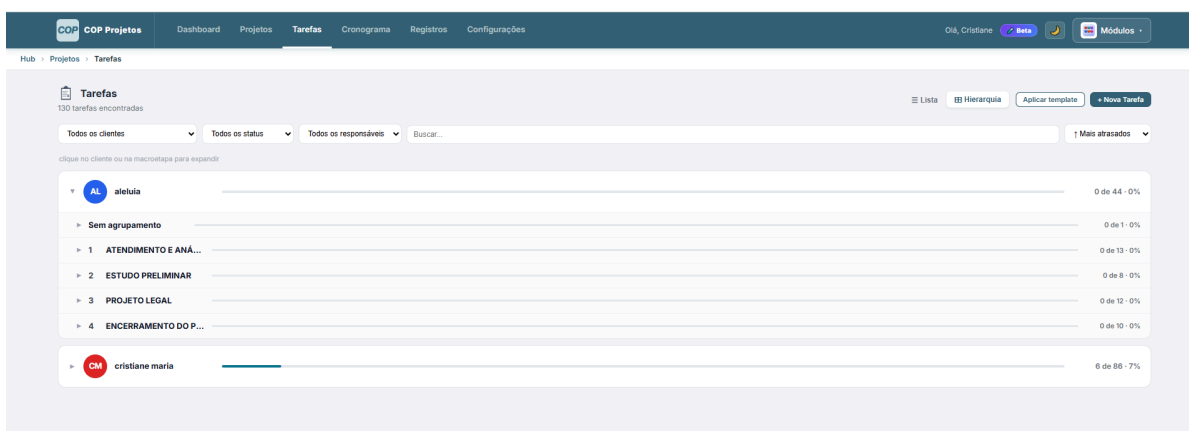 COP COP Projetos Dashboard Projetos Tarefas Cronograma Registros Configurações Olá, Cristiane Beta Módulos
Hub › Projetos › Tarefas
Tarefas
130 tarefas encontradas
Lista Hierarquia Aplicar template + Nova Tarefa
Todos os clientes Todos os status Todos os responsáveis Buscar... ↑ Mais atrasados
clique no cliente ou na macroetapa para expandir
AL aleluia 0 de 44 · 0%
Sem agrupamento 0 de 1 · 0%
1 ATENDIMENTO E ANÁ... 0 de 13 · 0%
2 ESTUDO PRELIMINAR 0 de 8 · 0%
3 PROJETO LEGAL 0 de 12 · 0%
4 ENCERRAMENTO DO P... 0 de 10 · 0%
CM cristiane maria 6 de 86 · 7%